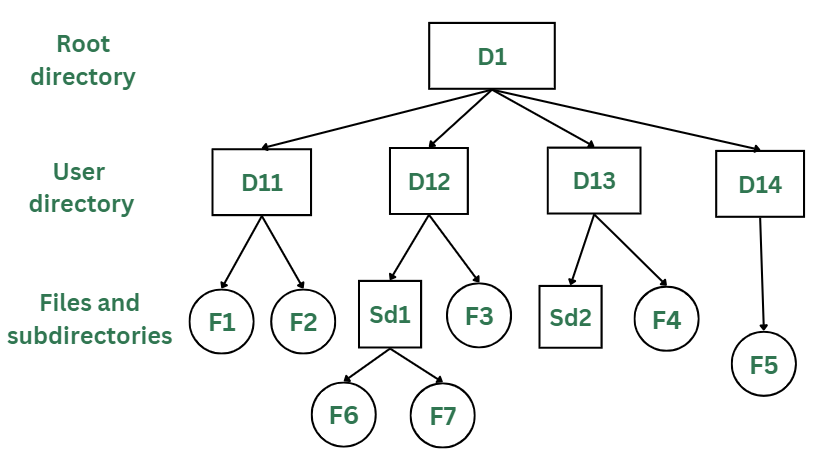 Root
directory
D1
User
directory
D11
D12
D13
D14
Files and
subdirectories
F1
F2
Sd1
F3
Sd2
F4
F5
F6
F7